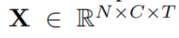 X ∈ ℝ^{N×C×T}